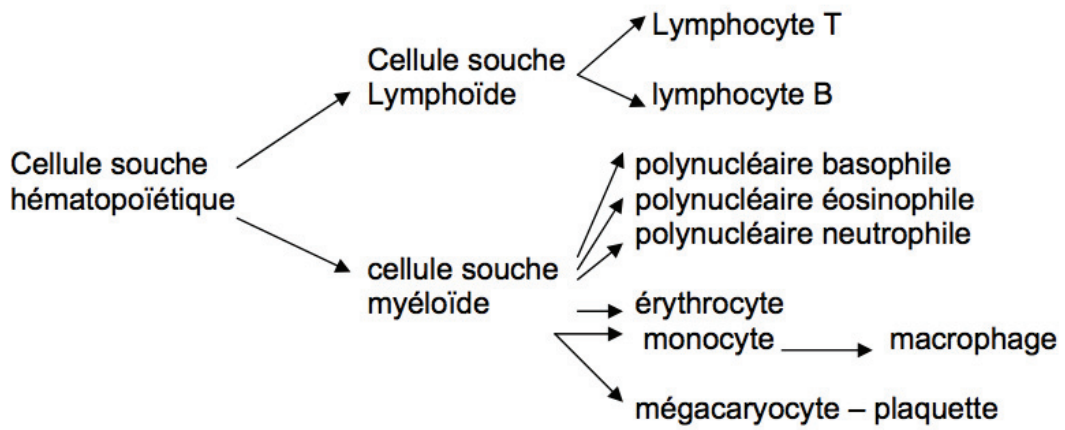 Lymphocyte T
Cellule souche
Lymphoïde
lymphocyte B
Cellule souche
hématopoïétique
polynucléaire basophile
polynucléaire éosinophile
polynucléaire neutrophile
cellule souche
myéloïde
érythrocyte
monocyte
macrophage
mégacaryocyte – plaquette